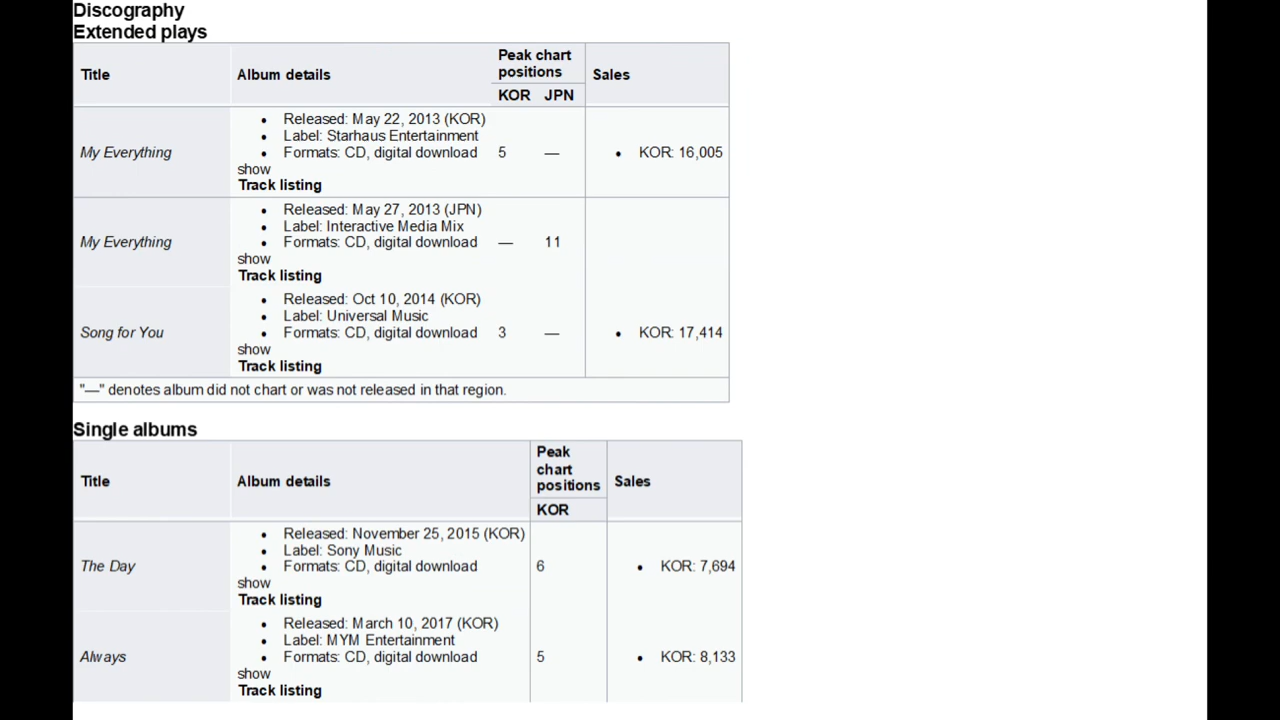 Discography
Extended plays
Title
Album details
Peak chart
positions
Sales
KOR JPN
• Released: May 22, 2013 (KOR)
• Label: Starhaus Entertainment
My Everything
• Formats: CD, digital download
5
—
• KOR: 16,005
show
Track listing
• Released: May 27, 2013 (JPN)
• Label: Interactive Media Mix
My Everything
• Formats: CD, digital download
—
11
show
Track listing
• Released: Oct 10, 2014 (KOR)
• Label: Universal Music
Song for You
• Formats: CD, digital download
3
—
• KOR: 17,414
show
Track listing
"—" denotes album did not chart or was not released in that region.
Single albums
Title
Album details
Peak
chart
positions
Sales
KOR
• Released: November 25, 2015 (KOR)
• Label: Sony Music
The Day
• Formats: CD, digital download
6
• KOR: 7,694
show
Track listing
• Released: March 10, 2017 (KOR)
• Label: MYM Entertainment
Always
• Formats: CD, digital download
5
• KOR: 8,133
show
Track listing